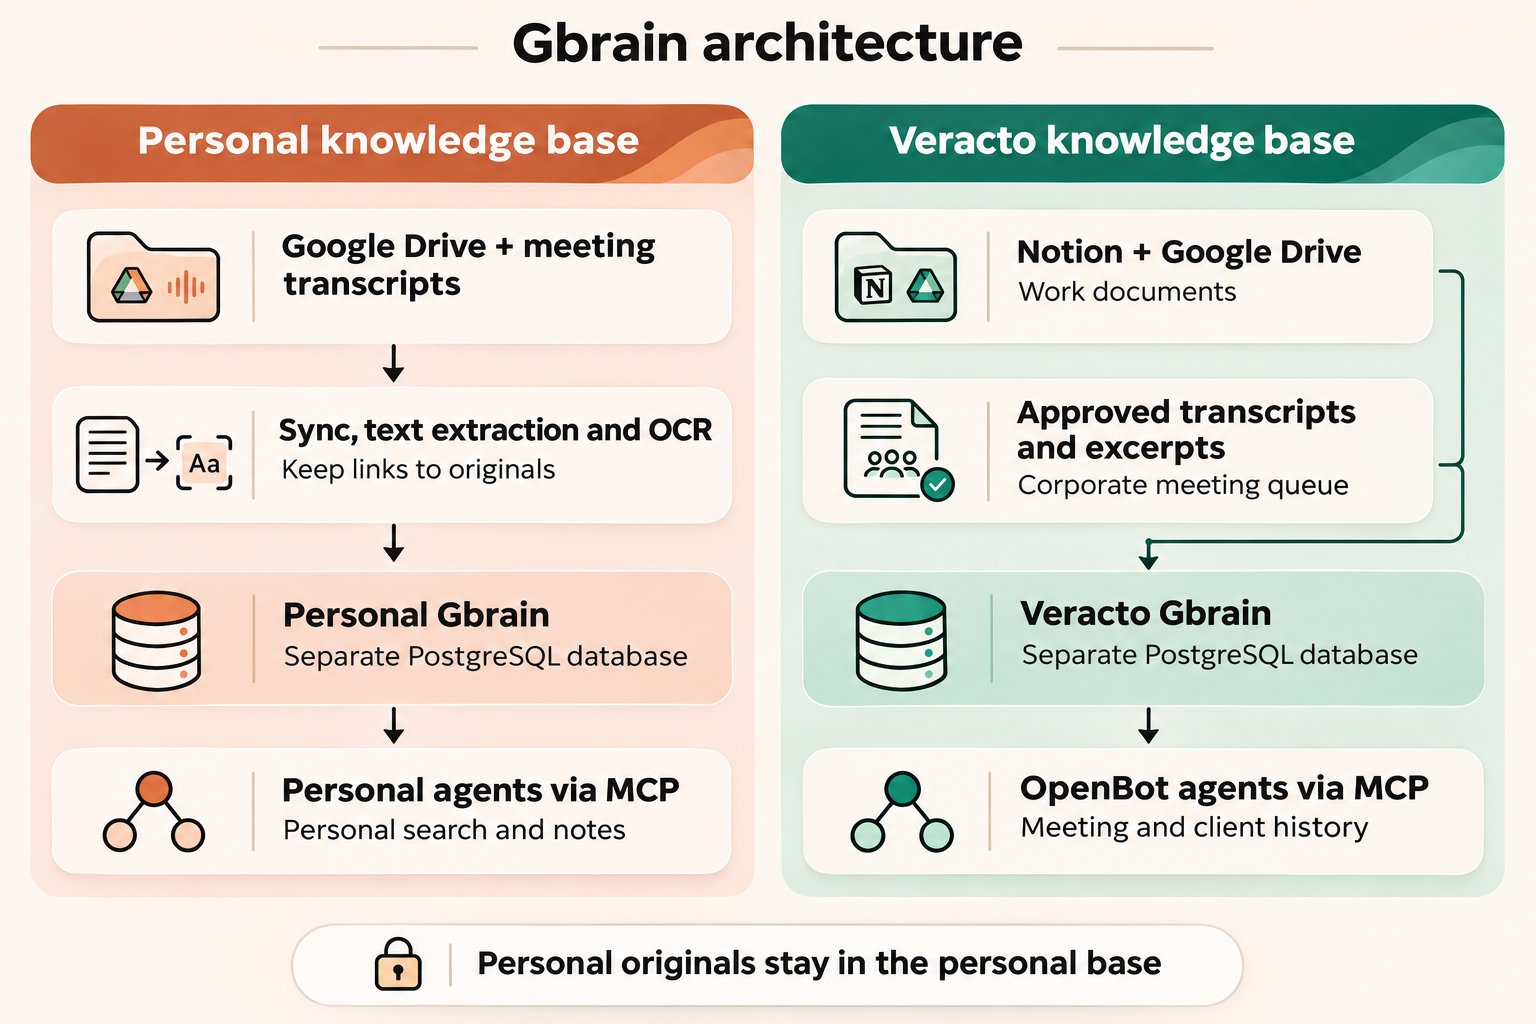 Gbrain architecture
Personal knowledge base
Google Drive + meeting
transcripts
Aa
Sync, text extraction and OCR
Keep links to originals
Personal Gbrain
Separate PostgreSQL database
Personal agents via MCP
Personal search and notes
Veracto knowledge base
N
Notion + Google Drive
Work documents
Approved transcripts
and excerpts
Corporate meeting queue
Veracto Gbrain
Separate PostgreSQL database
OpenBot agents via MCP
Meeting and client history
Personal originals stay in the personal base